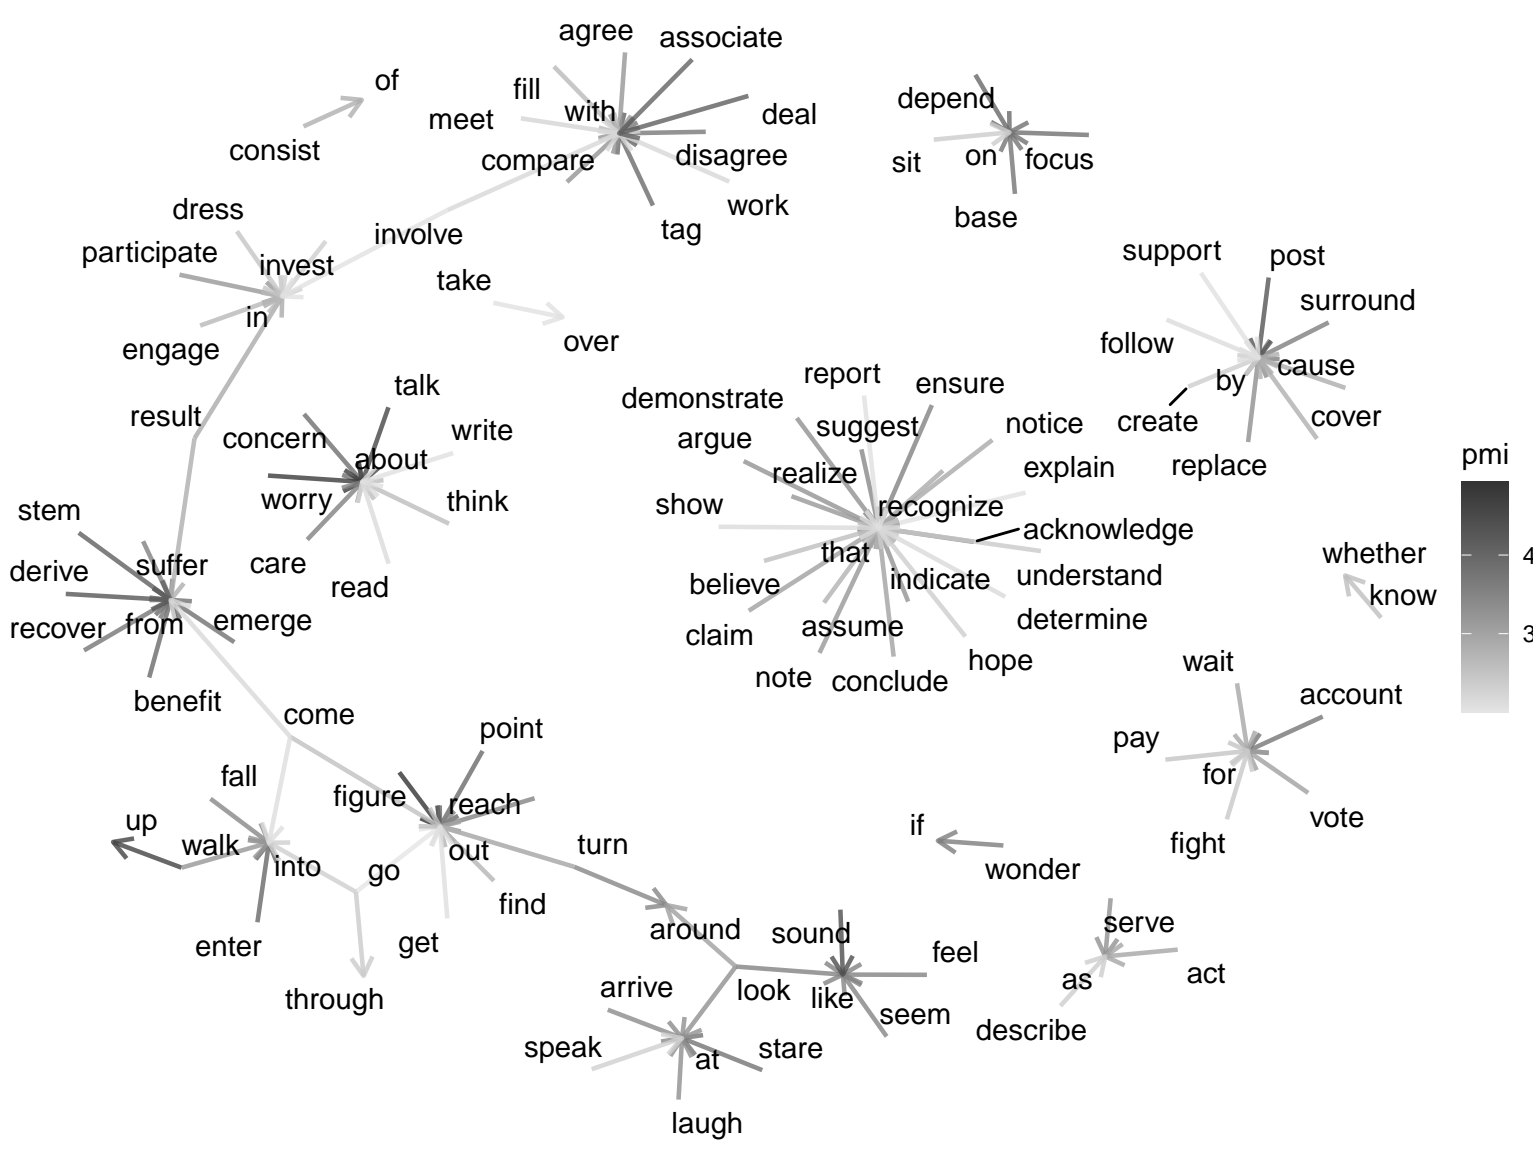 agree
associate
of
fill
with
meet
deal
depend
consist
compare
disagree
sit
on
focus
work
base
tag
dress
participate
invest
involve
take
in
engage
over
support
post
surround
follow
cause
by
create
cover
replace
result
talk
concern
write
about
worry
think
care
read
report
ensure
demonstrate
suggest
notice
argue
realize
explain
show
recognize
acknowledge
that
believe
indicate
understand
claim
assume
determine
note
conclude
hope
pmi
4
3
whether
know
stem
derive
suffer
recover
from
emerge
benefit
come
point
wait
account
pay
for
vote
fight
fall
figure
reach
up
walk
into
go
out
turn
find
enter
get
through
if
wonder
around
sound
feel
arrive
look
like
seem
speak
at
stare
laugh
serve
as
act
describe